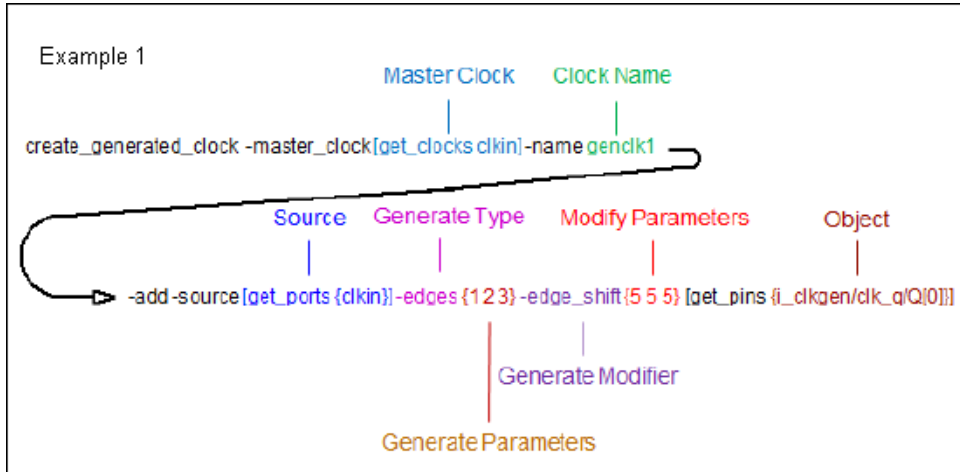 Example 1
Master Clock Clock Name
create_generated_clock -master_clock[get_clocks clkin]-name genclk1
Source Generate Type Modify Parameters Object
-add -source[get_ports {clkin}]-edges {1 2 3} -edge_shift{5 5 5} [get_pins {i_clkgen/clk_q/Q[0]}]
Generate Modifier
Generate Parameters